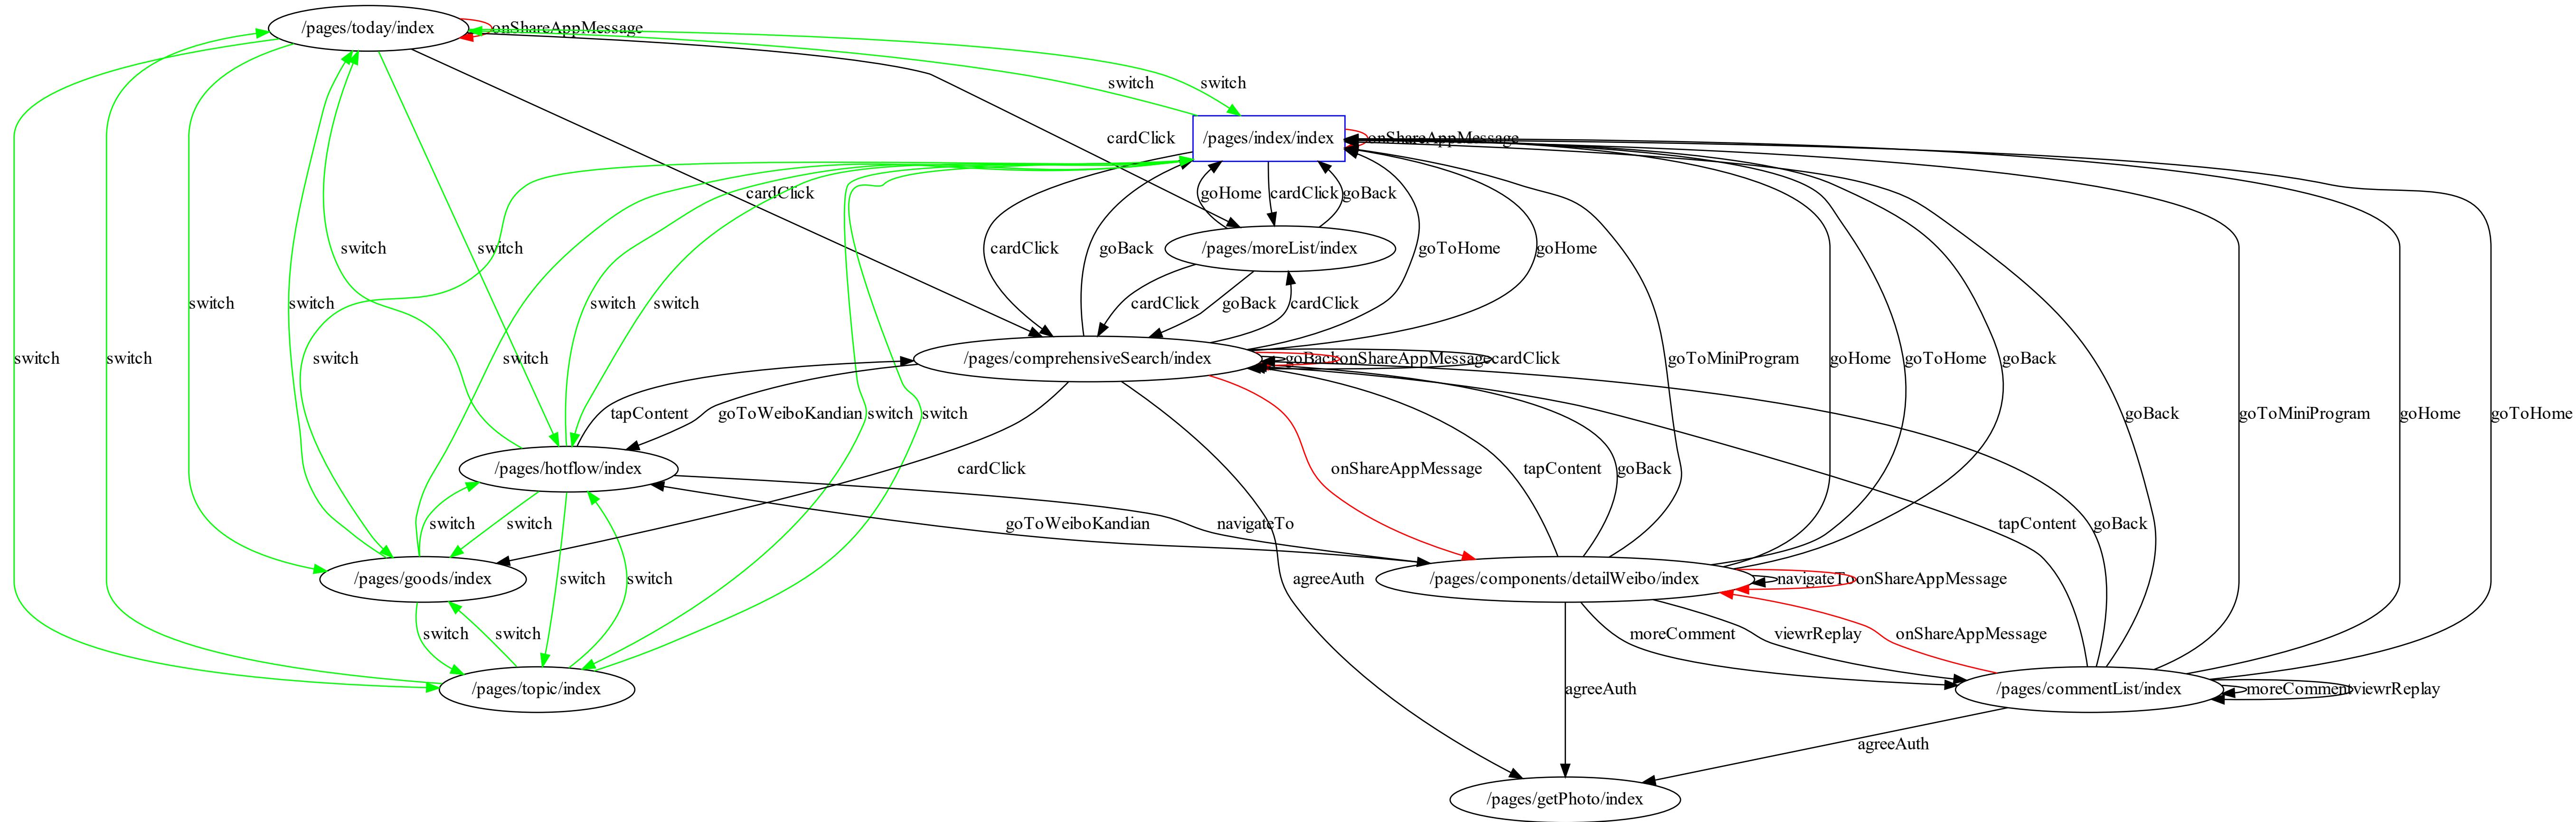 /pages/today/index
onShareAppMessage
switch
switch
/pages/index/index
onShareAppMessage
cardClick
cardClick
goHome
cardClick
goBack
switch
switch
cardClick
goBack
/pages/moreList/index
goToHome
goHome
switch
switch
switch
switch
switch
cardClick
goBack
cardClick
switch
switch
switch
switch
/pages/comprehensiveSearch/index
goBack
onShareAppMessage
cardClick
goToMiniProgram
goHome
goToHome
goBack
tapContent
goToWeiboKandian
switch
switch
goBack
goToMiniProgram
goHome
goToHome
/pages/hotflow/index
cardClick
onShareAppMessage
tapContent
goBack
switch
switch
goToWeiboKandian
navigateTo
tapContent
goBack
/pages/goods/index
switch
switch
agreeAuth
/pages/components/detailWeibo/index
navigateTo
onShareAppMessage
switch
switch
moreComment
viewrReplay
onShareAppMessage
/pages/topic/index
agreeAuth
/pages/commentList/index
moreComment
viewrReplay
agreeAuth
/pages/getPhoto/index